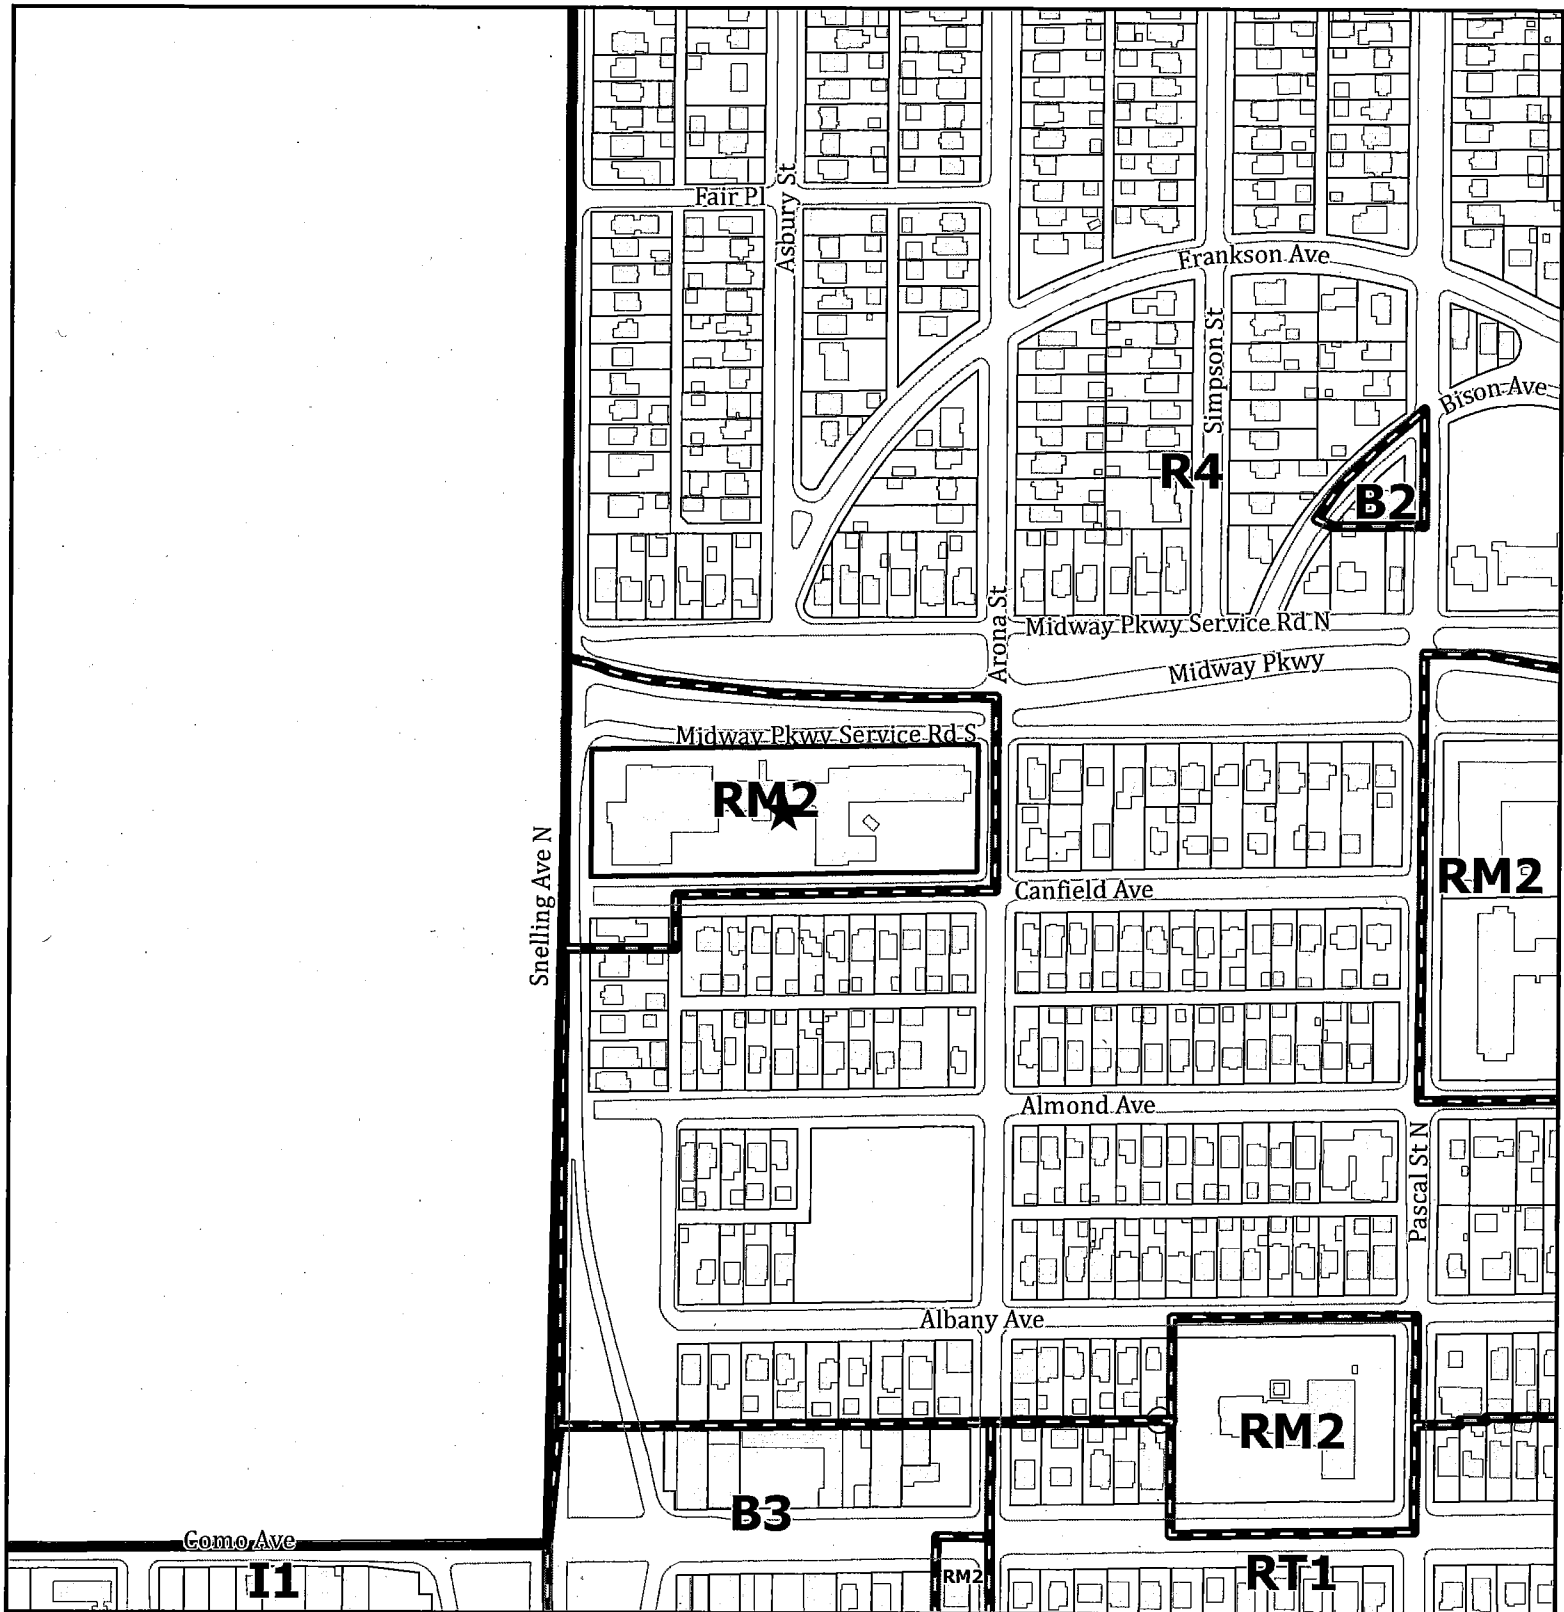 Fair Pl
Asbury St
Frankson Ave
Simpson St
Bison Ave
R4
B2
Arona St
Midway Pkwy Service Rd N
Midway Pkwy
Midway Pkwy Service Rd S
RM2
Snelling Ave N
RM2
Canfield Ave
Almond Ave
Pascal St N
Albany Ave
RM2
B3
Como Ave
I1
RM2
RT1